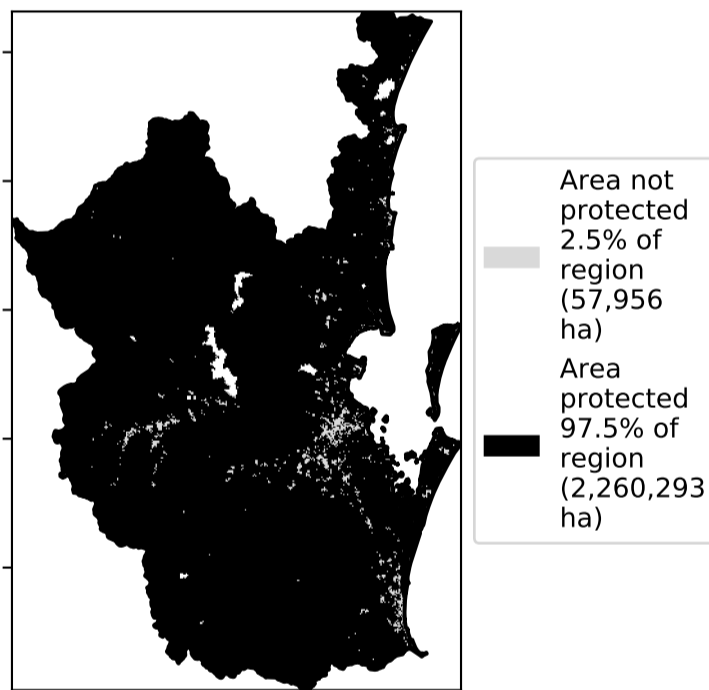 Area not
protected
2.5% of
region
(57,956
ha)
Area
protected
97.5% of
region
(2,260,293
ha)